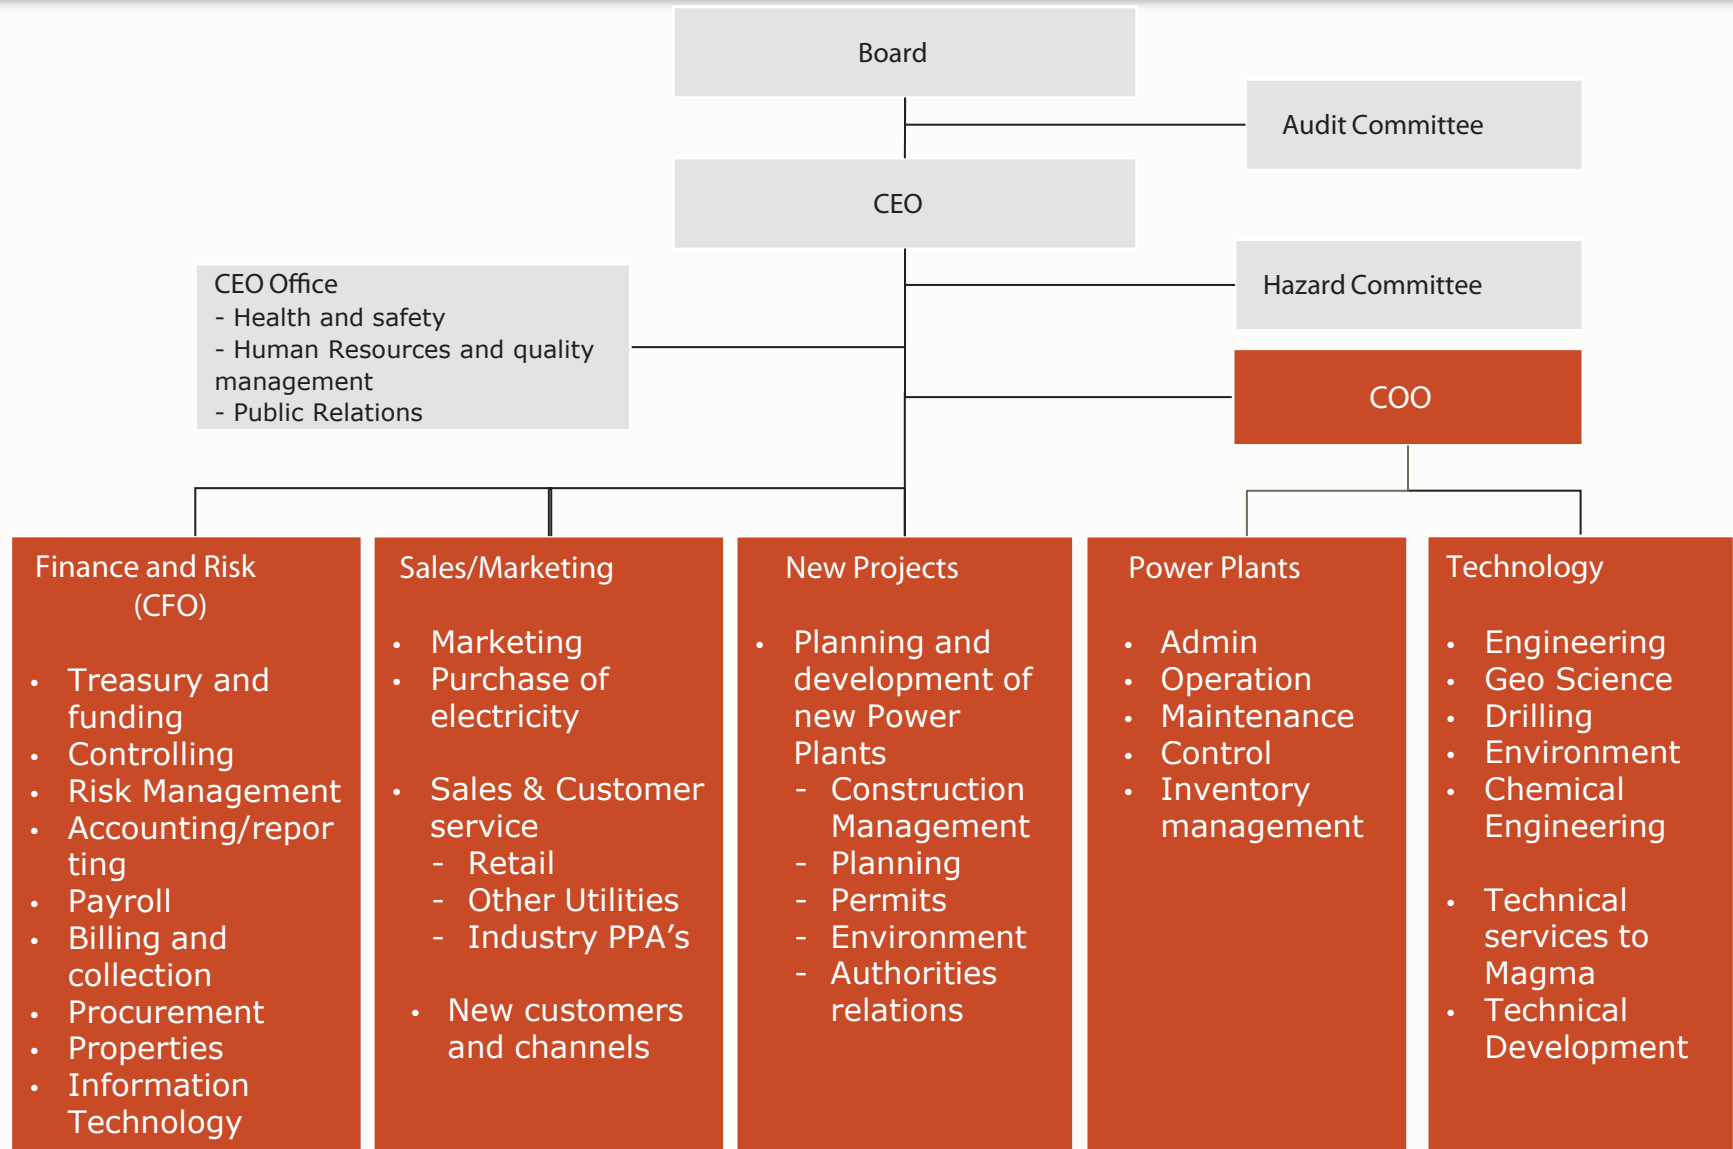 Board
Audit Committee
CEO
CEO Office
- Health and safety
- Human Resources and quality
management
- Public Relations
Hazard Committee
COO
Finance and Risk
(CFO)
• Treasury and
funding
• Controlling
• Risk Management
• Accounting/repor
ting
• Payroll
• Billing and
collection
• Procurement
• Properties
• Information
Technology
Sales/Marketing
• Marketing
• Purchase of
electricity
• Sales & Customer
service
- Retail
- Other Utilities
- Industry PPA’s
• New customers
and channels
New Projects
• Planning and
development of
new Power
Plants
- Construction
Management
- Planning
- Permits
- Environment
- Authorities
relations
Power Plants
• Admin
• Operation
• Maintenance
• Control
• Inventory
management
Technology
• Engineering
• Geo Science
• Drilling
• Environment
• Chemical
Engineering
• Technical
services to
Magma
• Technical
Development